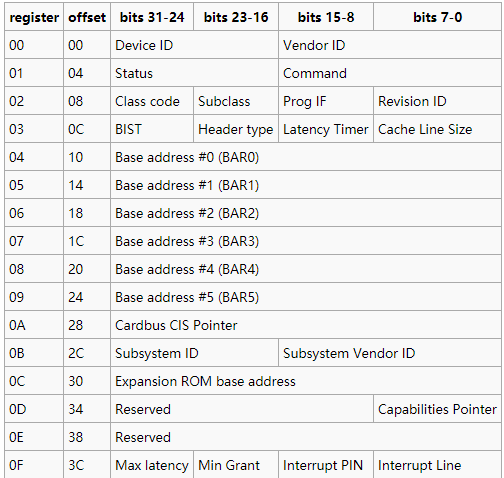 register offset bits 31-24 bits 23-16 bits 15-8 bits 7-0
00 00 Device ID Vendor ID
01 04 Status Command
02 08 Class code Subclass Prog IF Revision ID
03 0C BIST Header type Latency Timer Cache Line Size
04 10 Base address #0 (BAR0)
05 14 Base address #1 (BAR1)
06 18 Base address #2 (BAR2)
07 1C Base address #3 (BAR3)
08 20 Base address #4 (BAR4)
09 24 Base address #5 (BAR5)
0A 28 Cardbus CIS Pointer
0B 2C Subsystem ID Subsystem Vendor ID
0C 30 Expansion ROM base address
0D 34 Reserved Capabilities Pointer
0E 38 Reserved
0F 3C Max latency Min Grant Interrupt PIN Interrupt Line